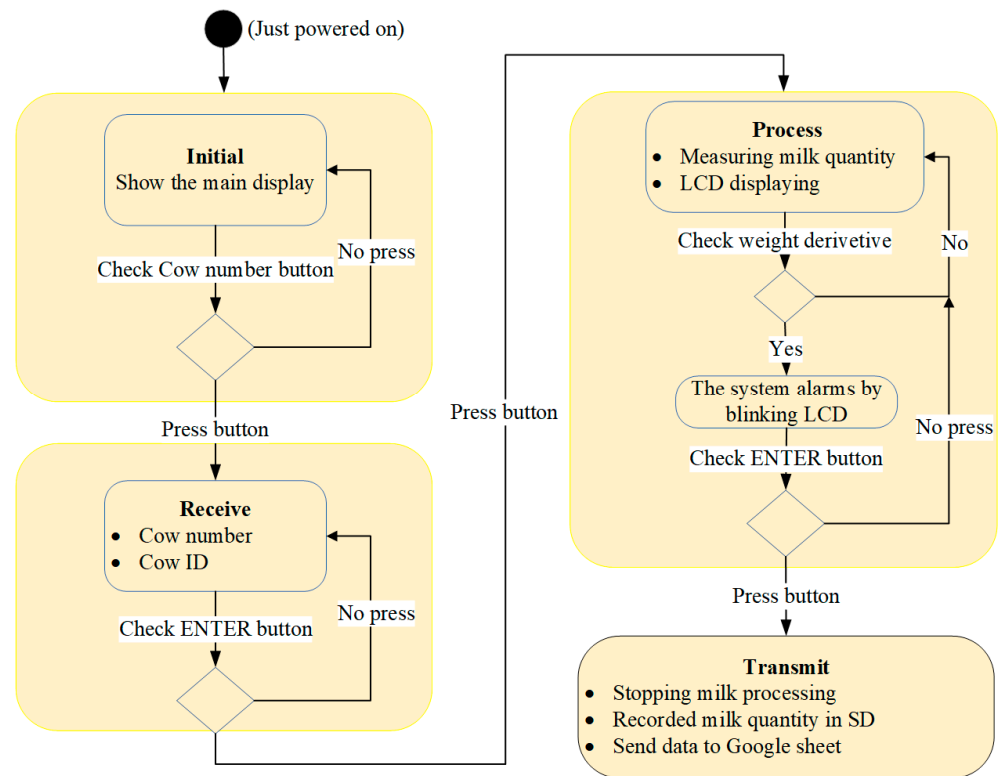 (Just powered on)
Initial
Show the main display
No press
Check Cow number button
Press button
Receive
• Cow number
• Cow ID
No press
Check ENTER button
Press button
Process
• Measuring milk quantity
• LCD displaying
Check weight derivetive
No
Yes
The system alarms by
blinking LCD
No press
Check ENTER button
Press button
Transmit
• Stopping milk processing
• Recorded milk quantity in SD
• Send data to Google sheet